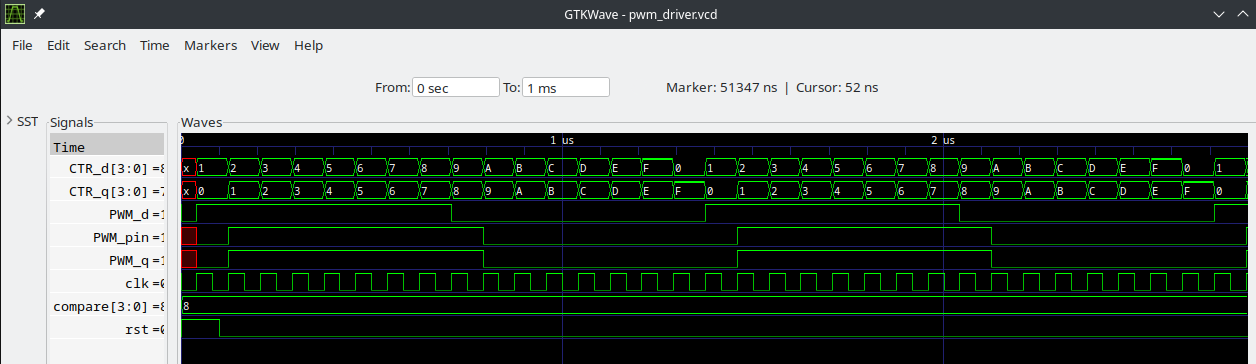 GTKWave - pwm_driver.vcd
File Edit Search Time Markers View Help
From: 0 sec To: 1 ms Marker: 51347 ns | Cursor: 52 ns
SST Signals Waves
Time 0 1 us 2 us
CTR_d[3:0] =8 x 1 2 3 4 5 6 7 8 9 A B C D E F 0 1 2 3 4 5 6 7 8 9 A B C D E F 0 1
CTR_q[3:0] =7 x 0 1 2 3 4 5 6 7 8 9 A B C D E F 0 1 2 3 4 5 6 7 8 9 A B C D E F 0
PWM_d =1
PWM_pin =1
PWM_q =1
clk =0
compare[3:0] =8 8
rst =0